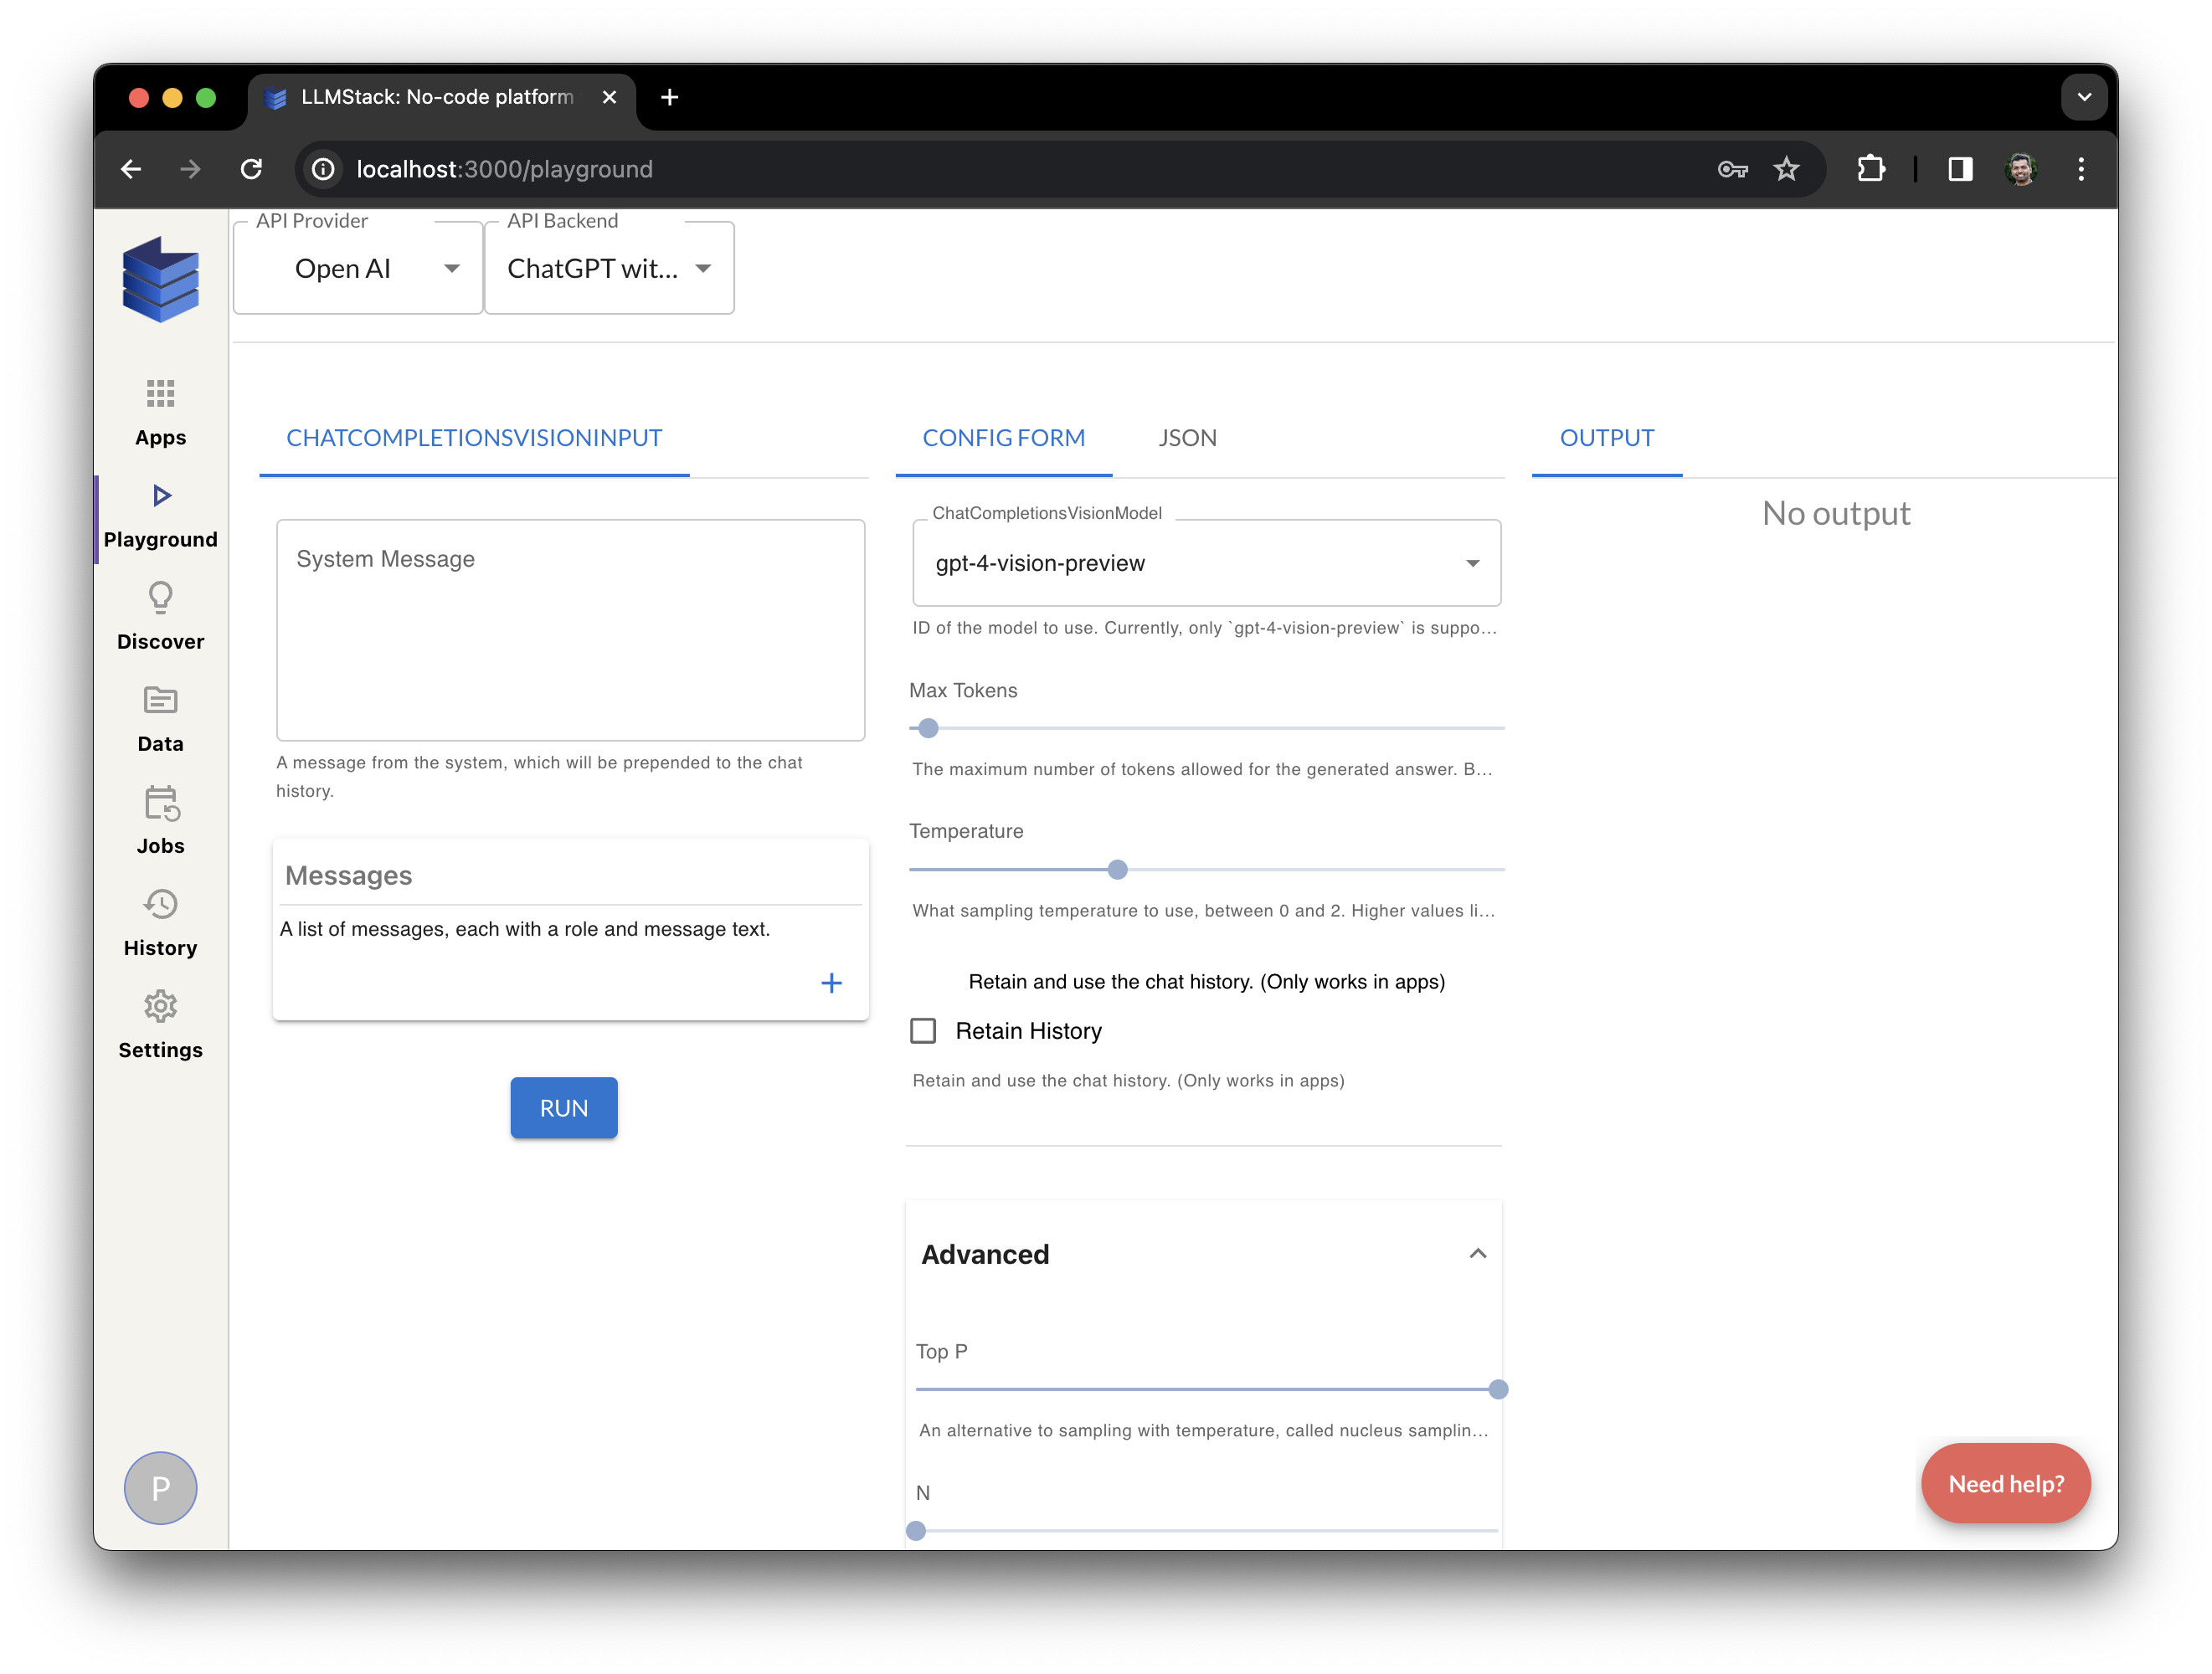 LLMStack: No-code platform
localhost:3000/playground
API Provider
API Backend
Open AI
ChatGPT wit...
Apps
Playground
Discover
Data
Jobs
History
Settings
P
CHATCOMPLETIONSVISIONINPUT
System Message
A message from the system, which will be prepended to the chat
history.
Messages
A list of messages, each with a role and message text.
RUN
CONFIG FORM
JSON
ChatCompletionsVisionModel
gpt-4-vision-preview
ID of the model to use. Currently, only `gpt-4-vision-preview` is suppo...
Max Tokens
The maximum number of tokens allowed for the generated answer. B...
Temperature
What sampling temperature to use, between 0 and 2. Higher values li...
Retain and use the chat history. (Only works in apps)
Retain History
Retain and use the chat history. (Only works in apps)
Advanced
Top P
An alternative to sampling with temperature, called nucleus samplin...
N
OUTPUT
No output
Need help?